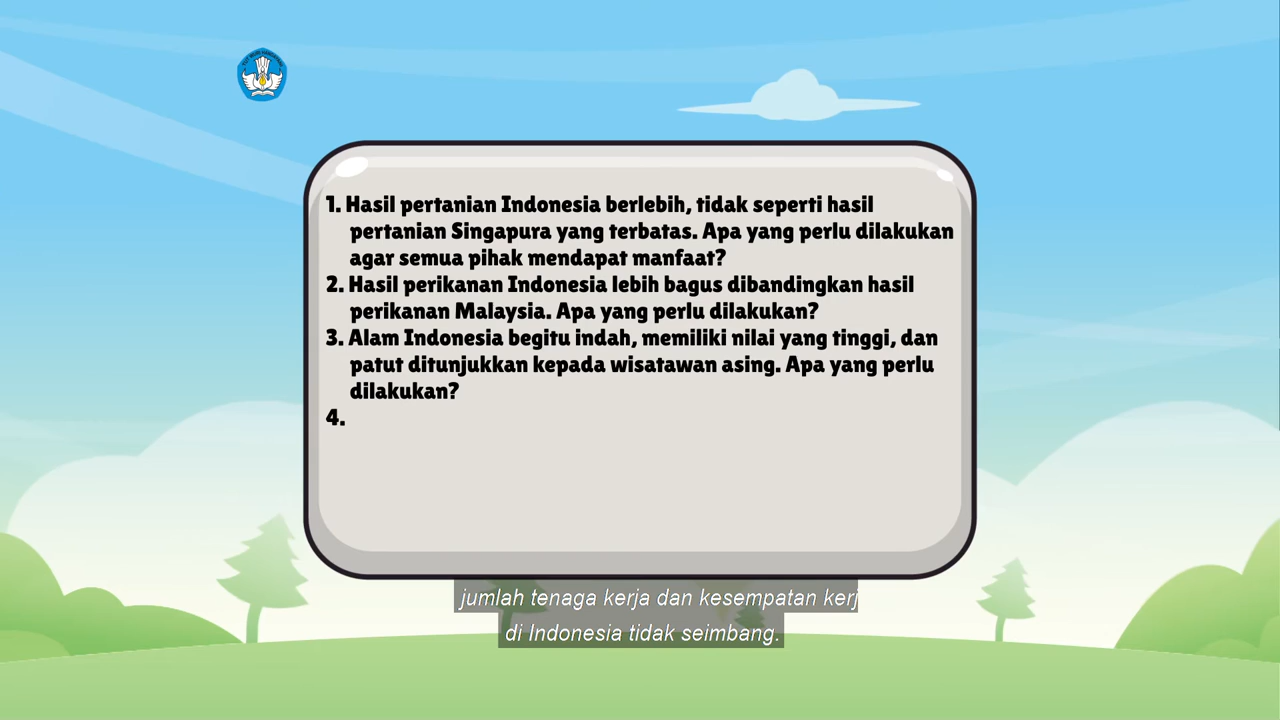 1. Hasil pertanian Indonesia berlebih, tidak seperti hasil
pertanian Singapura yang terbatas. Apa yang perlu dilakukan
agar semua pihak mendapat manfaat?
2. Hasil perikanan Indonesia lebih bagus dibandingkan hasil
perikanan Malaysia. Apa yang perlu dilakukan?
3. Alam Indonesia begitu indah, memiliki nilai yang tinggi, dan
patut ditunjukkan kepada wisatawan asing. Apa yang perlu
dilakukan?
4.
jumlah tenaga kerja dan kesempatan kerj
di Indonesia tidak seimbang.